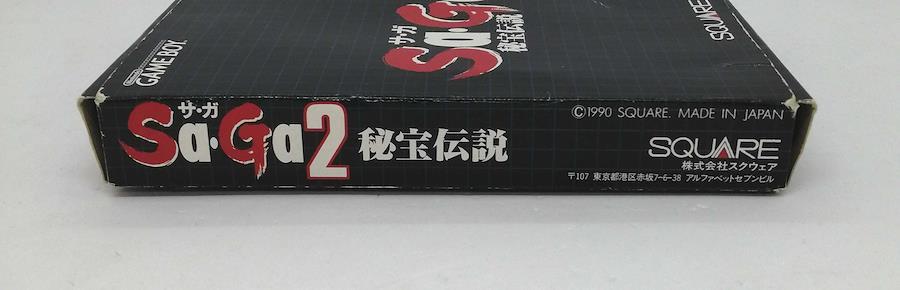 Nintendo
GAME BOY
サ・ガ
Sa・G
秘宝伝説
SQUARE
サ・ガ
Sa・Ga2 秘宝伝説
©1990 SQUARE. MADE IN JAPAN
SQUARE
株式会社スクウェア
〒107 東京都港区赤坂7-6-38 アルファベットセブンビル